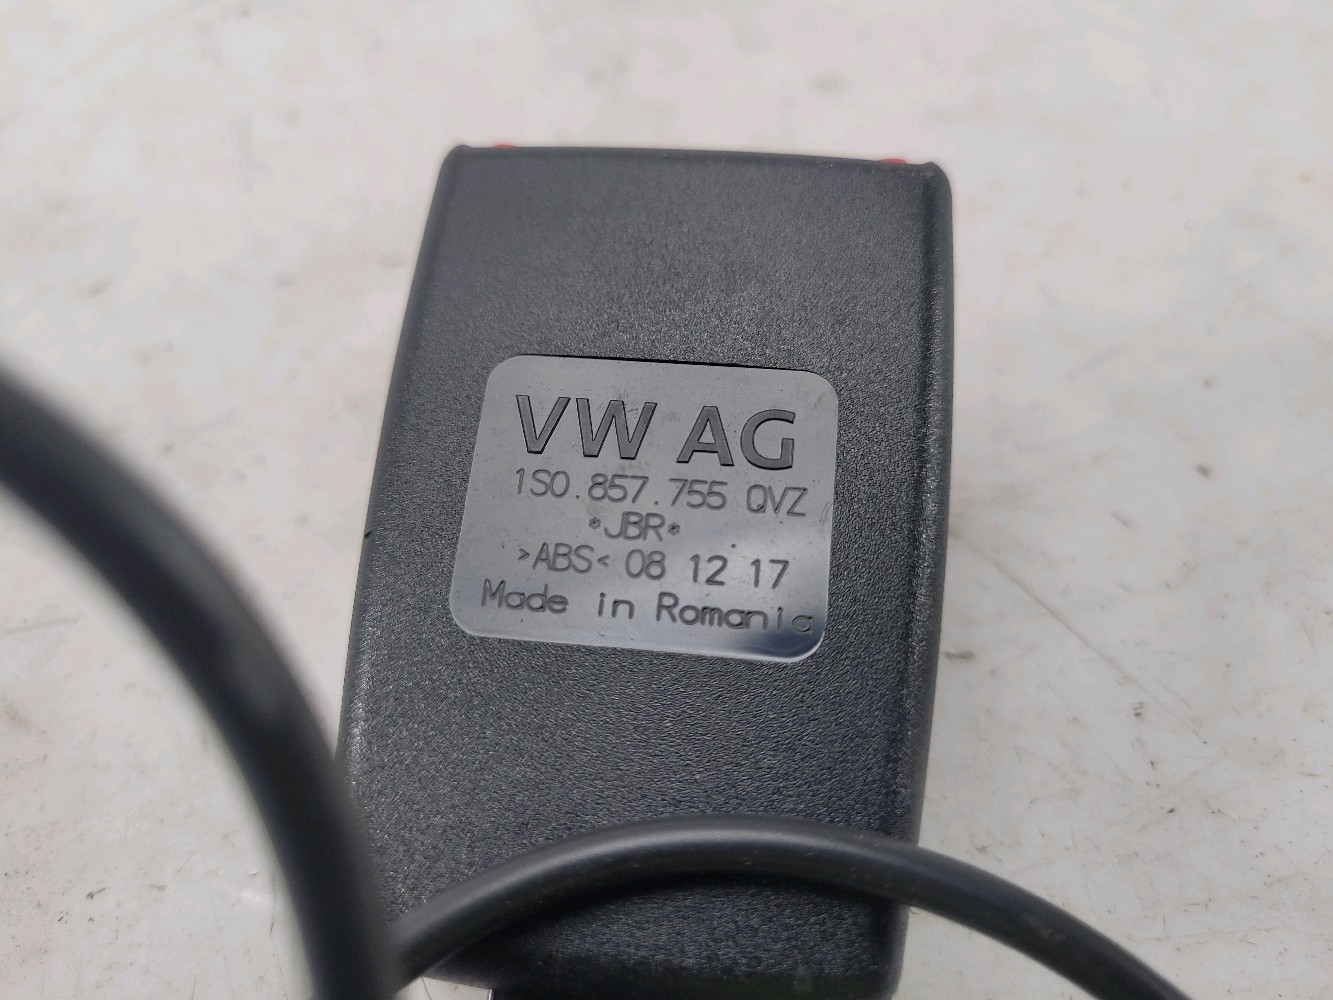 VW AG
1S0.857.755 QVZ
*JBR*
>ABS< 08 12 17
Made in Romania